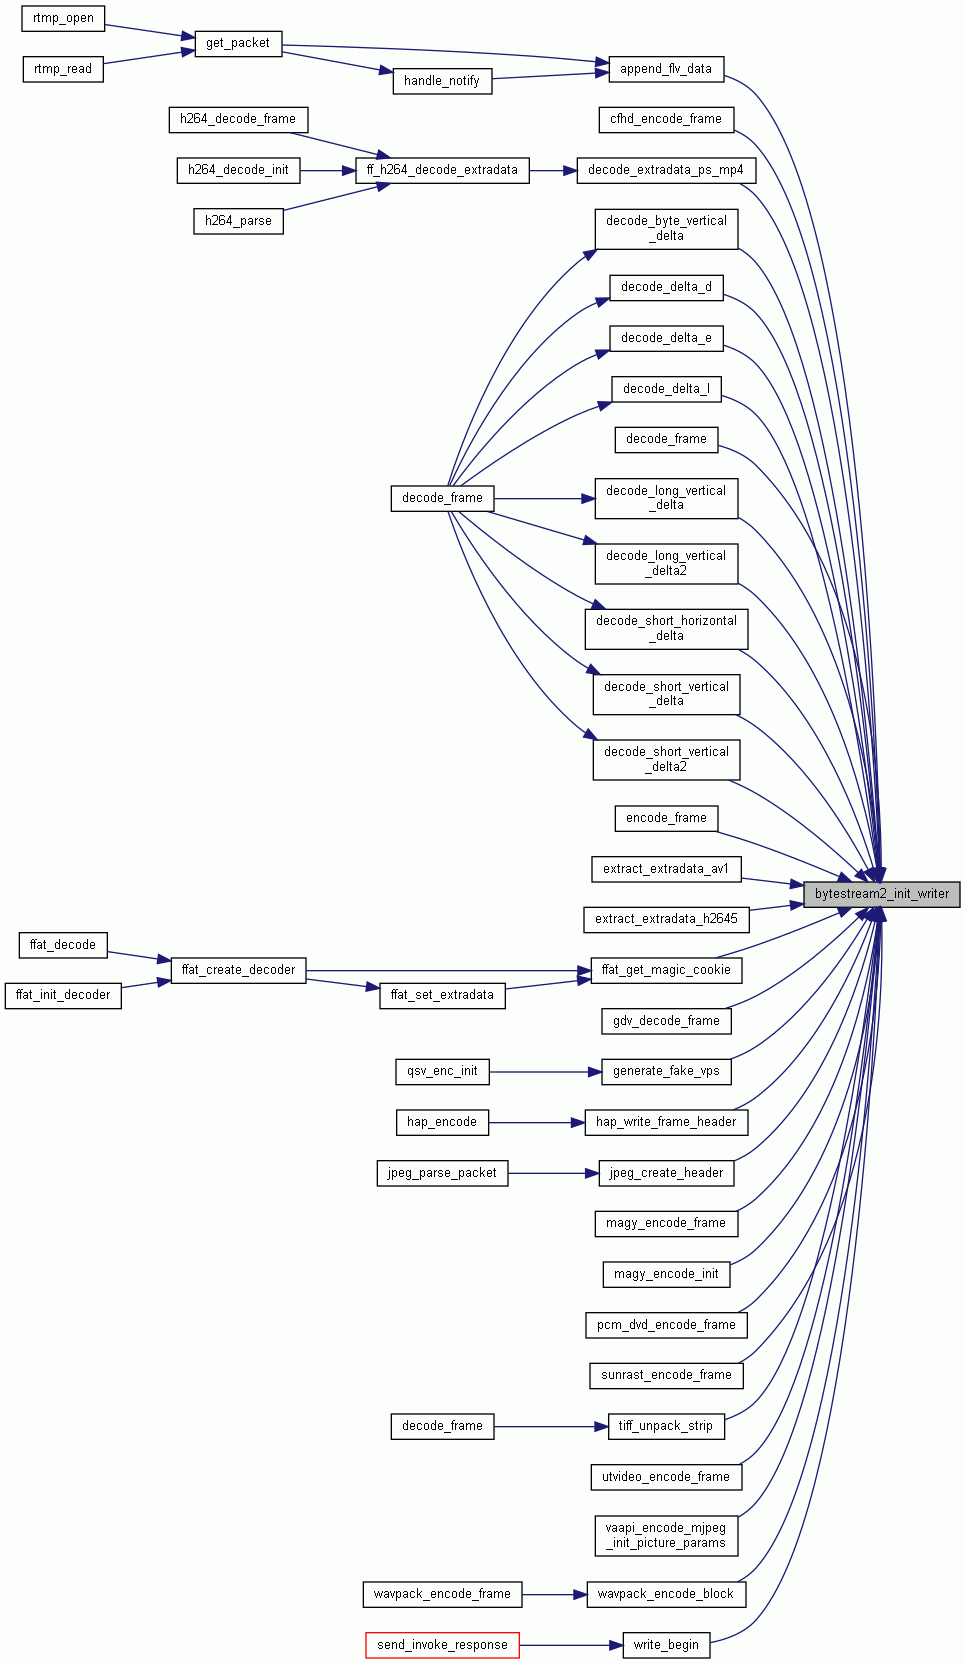 rtmp_open
get_packet
rtmp_read
append_flv_data
handle_notify
cfhd_encode_frame
h264_decode_frame
h264_decode_init
ff_h264_decode_extradata
decode_extradata_ps_mp4
h264_parse
decode_byte_vertical
_delta
decode_delta_d
decode_delta_e
decode_delta_l
decode_frame
decode_frame
decode_long_vertical
_delta
decode_long_vertical
_delta2
decode_short_horizontal
_delta
decode_short_vertical
_delta
decode_short_vertical
_delta2
encode_frame
extract_extradata_av1
bytestream2_init_writer
extract_extradata_h2645
ffat_decode
ffat_create_decoder
ffat_get_magic_cookie
ffat_init_decoder
ffat_set_extradata
gdv_decode_frame
qsv_enc_init
generate_fake_vps
hap_encode
hap_write_frame_header
jpeg_parse_packet
jpeg_create_header
magy_encode_frame
magy_encode_init
pcm_dvd_encode_frame
sunrast_encode_frame
decode_frame
tiff_unpack_strip
utvideo_encode_frame
vaapi_encode_mjpeg
_init_picture_params
wavpack_encode_frame
wavpack_encode_block
send_invoke_response
write_begin